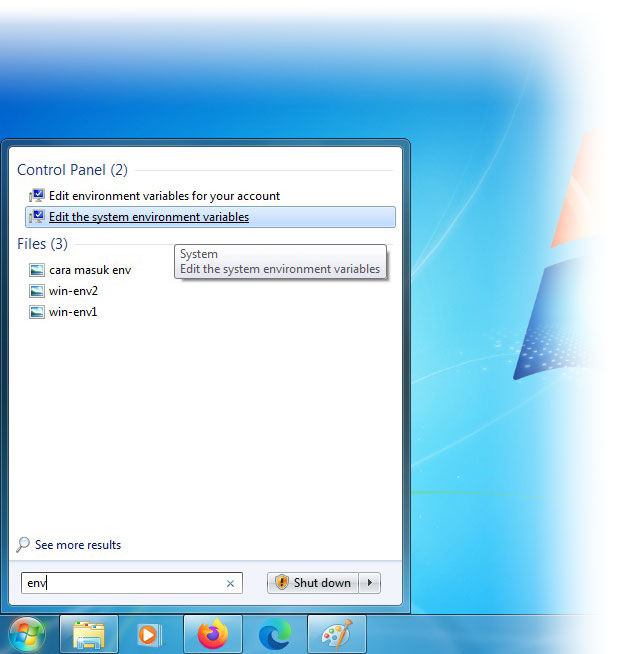 Control Panel (2)
Edit environment variables for your account
Edit the system environment variables
Files (3)
System
Edit the system environment variables
cara masuk env
win-env2
win-env1
See more results
env
Shut down